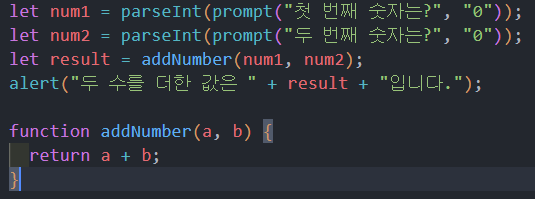 let num1 = parseInt(prompt("첫 번째 숫자는?", "0"));
let num2 = parseInt(prompt("두 번째 숫자는?", "0"));
let result = addNumber(num1, num2);
alert("두 수를 더한 값은 " + result + "입니다.");
function addNumber(a, b) {
  return a + b;
}